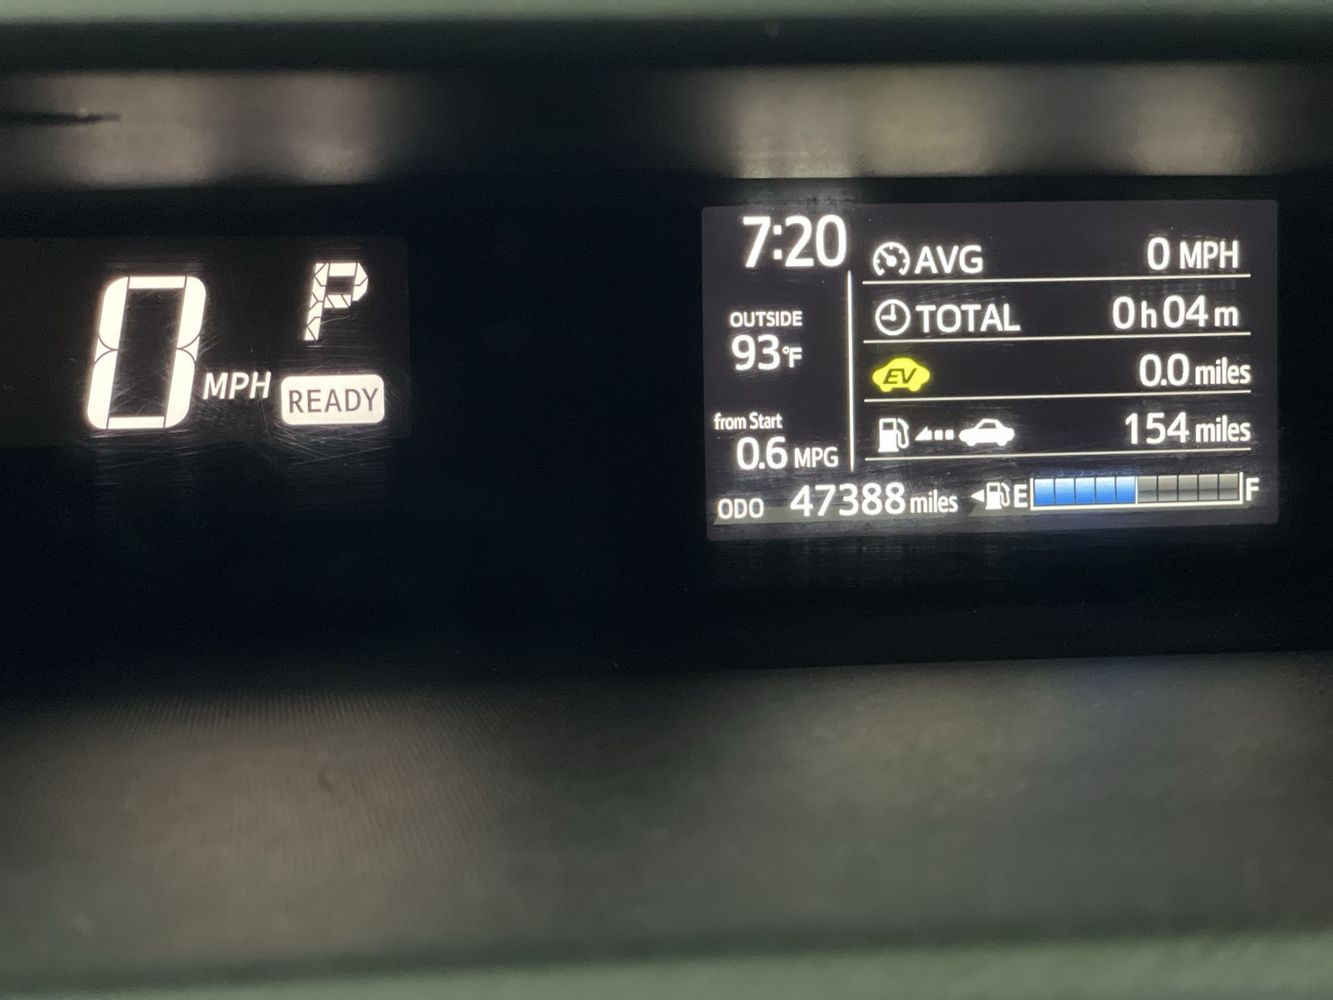 0 MPH
P
READY
7:20
OUTSIDE
93°F
from Start
0.6 MPG
AVG 0 MPH
TOTAL 0h04m
EV 0.0 miles
154 miles
ODO 47388 miles
E F